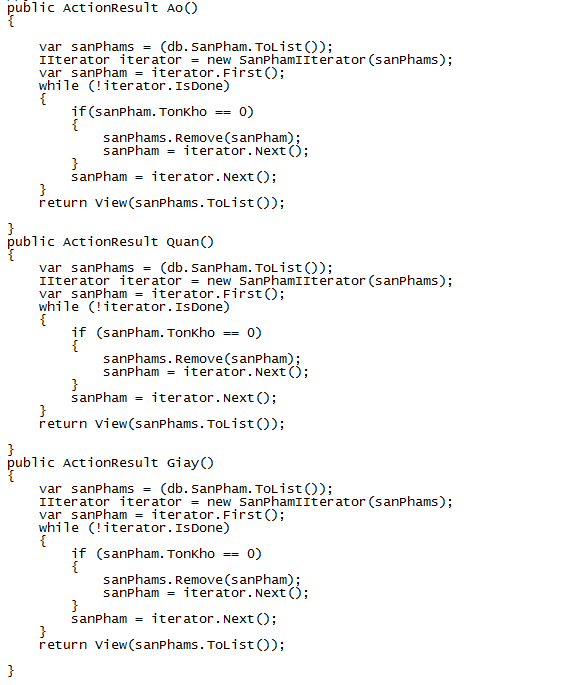 public ActionResult Ao()
{
var sanPhams = (db.SanPham.ToList());
IIterator iterator = new SanPhamIIterator(sanPhams);
var sanPham = iterator.First();
while (!iterator.IsDone)
{
if(sanPham.TonKho == 0)
{
sanPhams.Remove(sanPham);
sanPham = iterator.Next();
}
sanPham = iterator.Next();
}
return View(sanPhams.ToList());
}
public ActionResult Quan()
{
var sanPhams = (db.SanPham.ToList());
IIterator iterator = new SanPhamIIterator(sanPhams);
var sanPham = iterator.First();
while (!iterator.IsDone)
{
if (sanPham.TonKho == 0)
{
sanPhams.Remove(sanPham);
sanPham = iterator.Next();
}
sanPham = iterator.Next();
}
return View(sanPhams.ToList());
}
public ActionResult Giay()
{
var sanPhams = (db.SanPham.ToList());
IIterator iterator = new SanPhamIIterator(sanPhams);
var sanPham = iterator.First();
while (!iterator.IsDone)
{
if (sanPham.TonKho == 0)
{
sanPhams.Remove(sanPham);
sanPham = iterator.Next();
}
sanPham = iterator.Next();
}
return View(sanPhams.ToList());
}